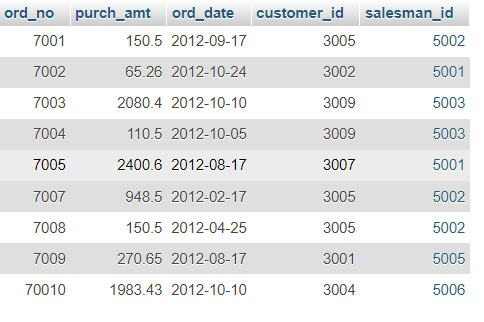 ord_no purch_amt ord_date customer_id salesman_id
7001 150.5 2012-09-17 3005 5002
7002 65.26 2012-10-24 3002 5001
7003 2080.4 2012-10-10 3009 5003
7004 110.5 2012-10-05 3009 5003
7005 2400.6 2012-08-17 3007 5001
7007 948.5 2012-02-17 3005 5002
7008 150.5 2012-04-25 3005 5002
7009 270.65 2012-08-17 3001 5005
70010 1983.43 2012-10-10 3004 5006